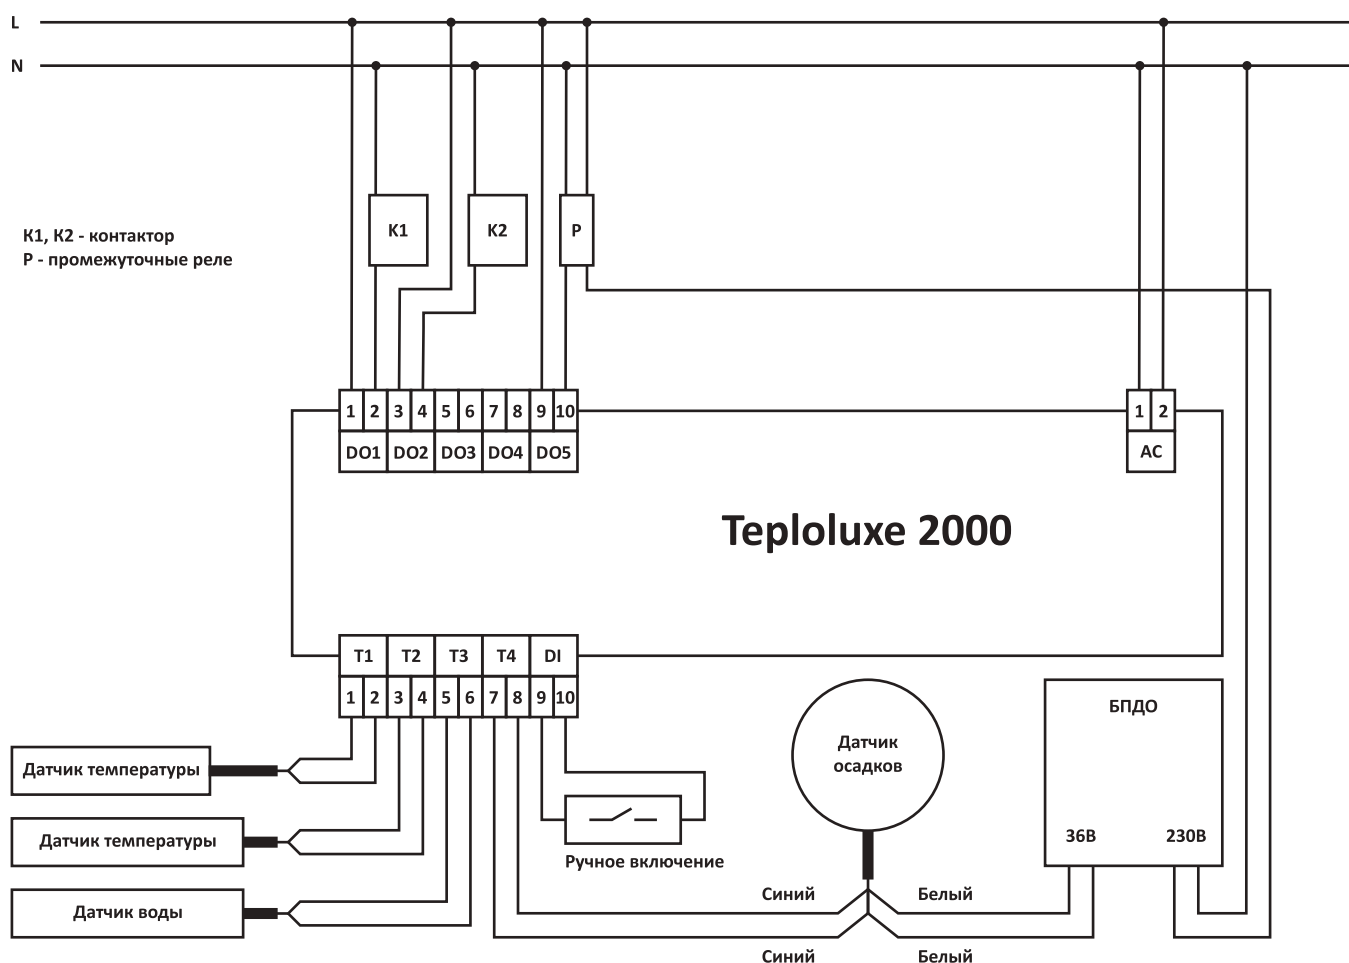 L
N
K1
K2
P
К1, К2 - контактор
Р - промежуточные реле
1 2 3 4 5 6 7 8 9 10
DO1 DO2 DO3 DO4 DO5
1 2
AC
Teploluxe 2000
T1 T2 T3 T4 DI
1 2 3 4 5 6 7 8 9 10
Датчик температуры
Датчик температуры
Датчик воды
Ручное включение
Датчик
осадков
БПДО
36В 230В
Синий Белый
Синий Белый